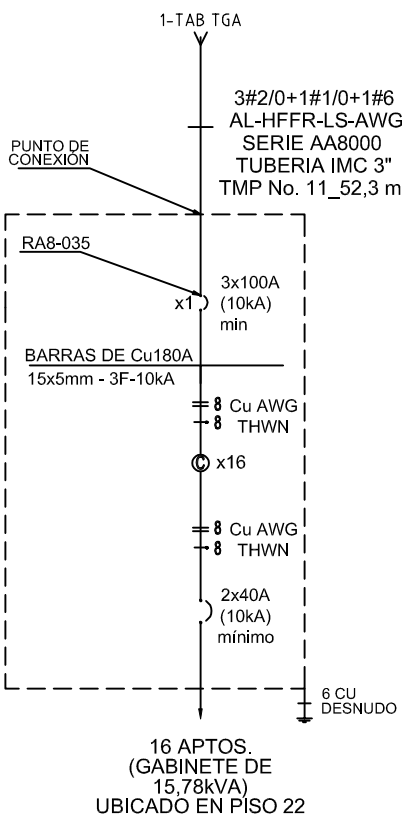 1-TAB TGA
3#2/0+1#1/0+1#6
AL-HFFR-LS-AWG
SERIE AA8000
TUBERIA IMC 3"
TMP No. 11_52,3 m
PUNTO DE
CONEXIÓN
RA8-035
x1
3x100A
(10kA)
min
BARRAS DE Cu180A
15x5mm - 3F-10kA
8 Cu AWG
8 THWN
C x16
8 Cu AWG
8 THWN
2x40A
(10kA)
mínimo
6 CU
DESNUDO
16 APTOS.
(GABINETE DE
15,78kVA)
UBICADO EN PISO 22